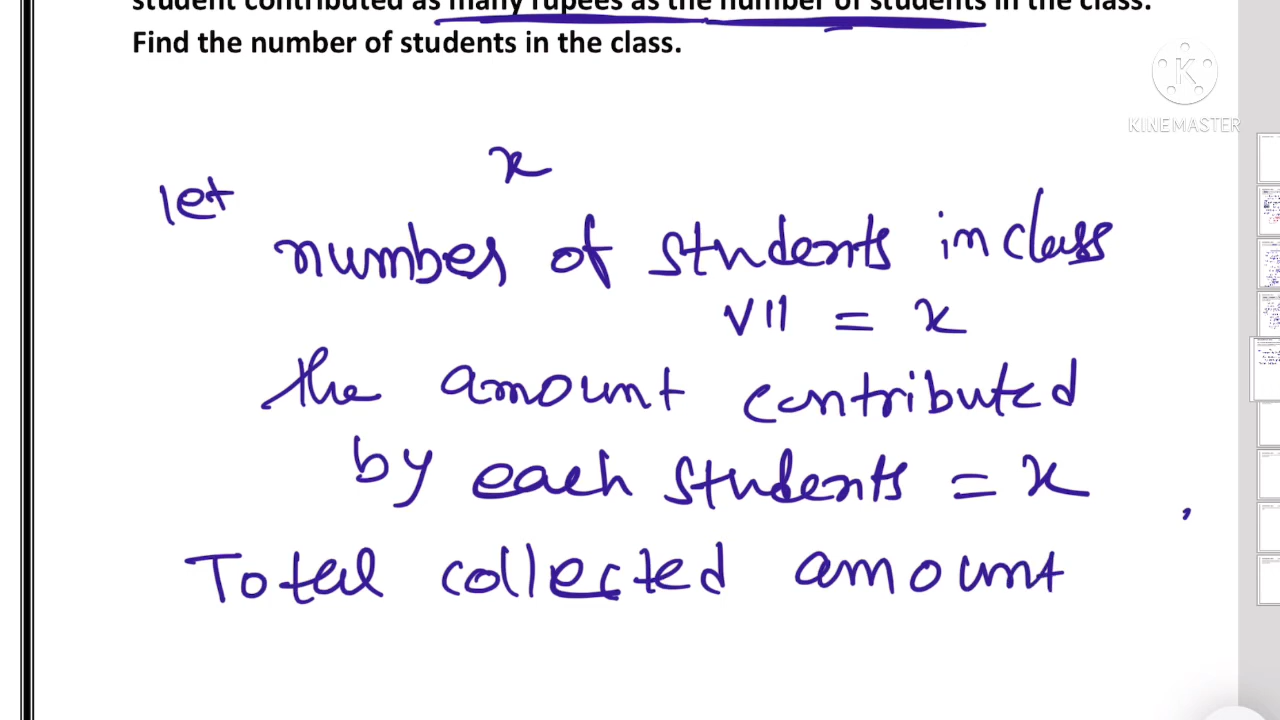 student contributed as many rupees as the number of students in the class.
Find the number of students in the class.
K
KINEMASTER
x
let
number of students in class
VII = x
the amount contributed
by each students = x
Total collected amount